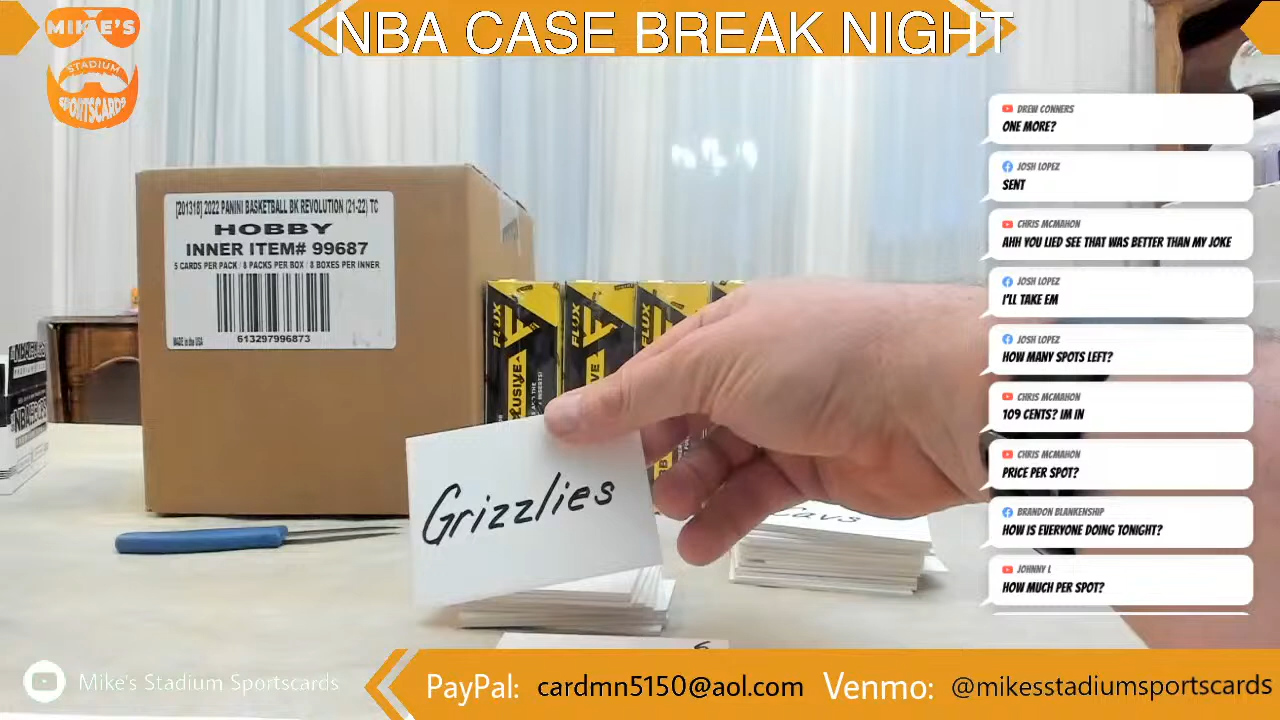 MIKE'S
STADIUM
SPORTSCARDS
NBA CASE BREAK NIGHT
[201318] 2022 PANINI BASKETBALL BK REVOLUTION (21-22) TC
HOBBY
INNER ITEM# 99687
5 CARDS PER PACK / 8 PACKS PER BOX / 8 BOXES PER INNER
MADE in the USA
613297996873
FLUX
FLUX
FLUX
Grizzlies
Cavs
DREW CONNERS
ONE MORE?
JOSH LOPEZ
SENT
CHRIS MCMAHON
AHH YOU LIED SEE THAT WAS BETTER THAN MY JOKE
JOSH LOPEZ
I'LL TAKE EM
JOSH LOPEZ
HOW MANY SPOTS LEFT?
CHRIS MCMAHON
109 CENTS? IM IN
CHRIS MCMAHON
PRICE PER SPOT?
BRANDON BLANKENSHIP
HOW IS EVERYONE DOING TONIGHT?
JOHNNY L
HOW MUCH PER SPOT?
Mike's Stadium Sportscards
PayPal: cardmn5150@aol.com Venmo: @mikesstadiumsportscards